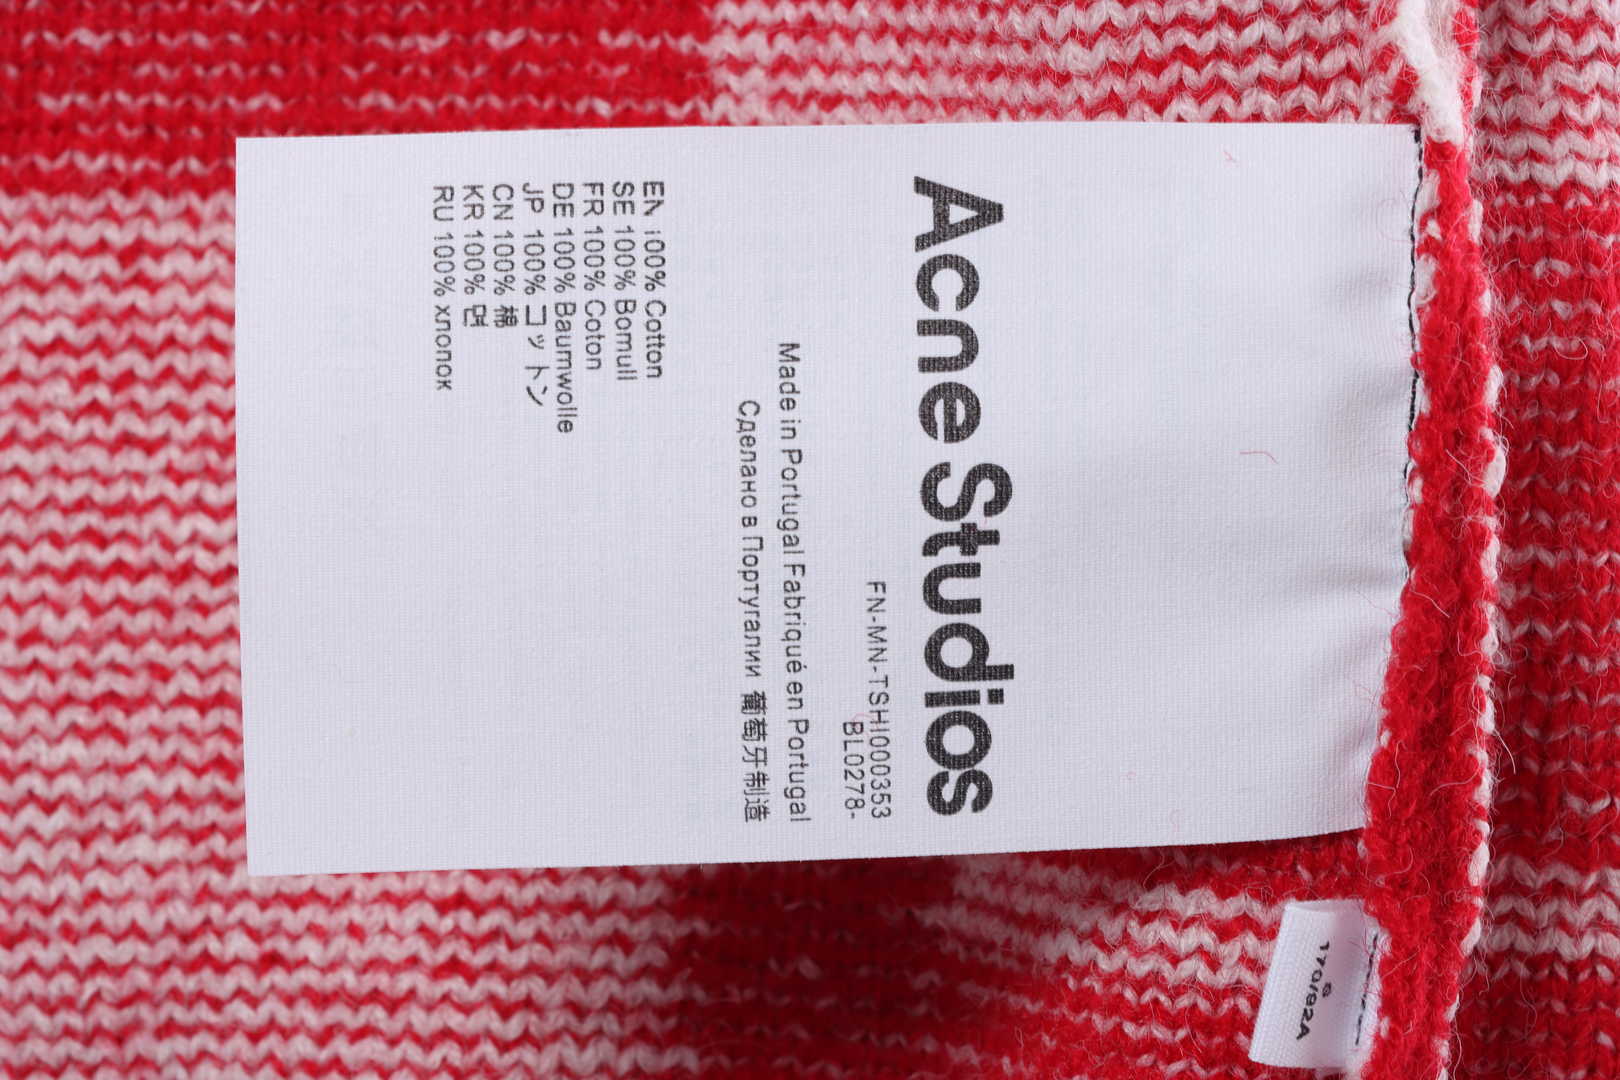 Acne Studios
FN-MN-TSHI000353
BL0278-
Made in Portugal Fabriqué en Portugal
Сделано в Португалии 葡萄牙制造
EN 100% Cotton
SE 100% Bomull
FR 100% Coton
DE 100% Baumwolle
JP 100% コットン
CN 100% 棉
KR 100% 면
RU 100% хлопок
S
170/92A